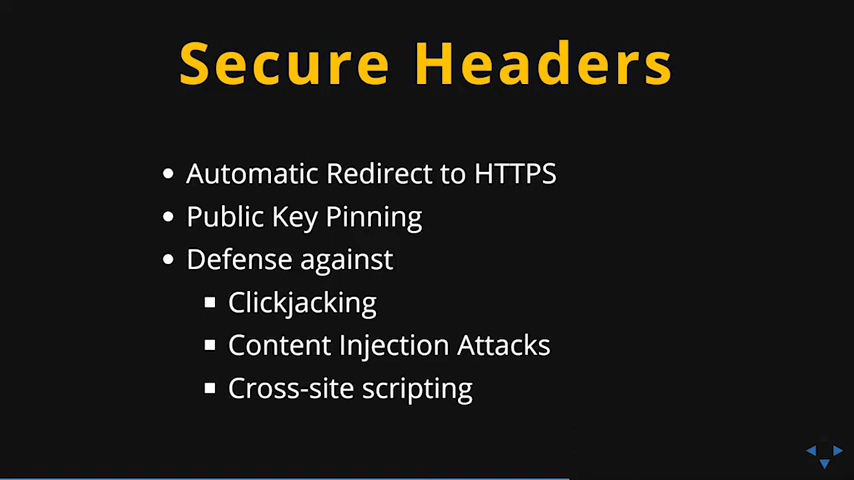 Secure Headers
Automatic Redirect to HTTPS
Public Key Pinning
Defense against
Clickjacking
Content Injection Attacks
Cross-site scripting